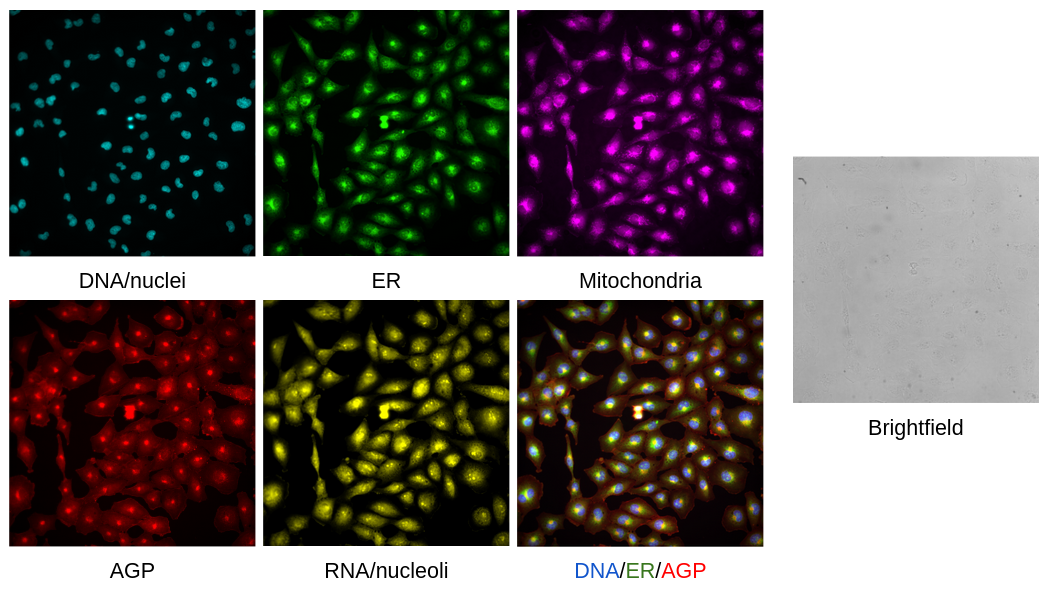 DNA/nuclei
ER
Mitochondria
Brightfield
AGP
RNA/nucleoli
DNA/ER/AGP